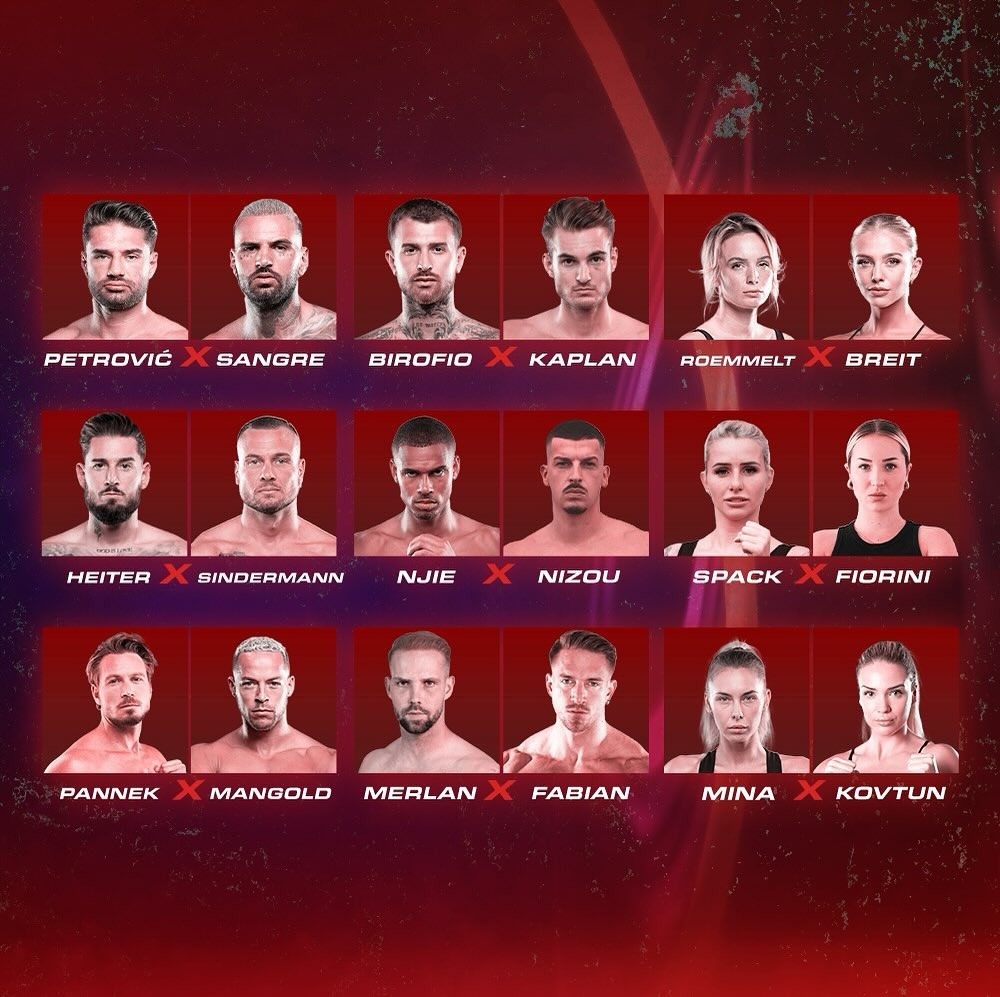 PETROVIĆ X SANGRE
BIROFIO X KAPLAN
ROEMMELT X BREIT
HEITER X SINDERMANN
NJIE X NIZOU
SPACK X FIORINI
PANNEK X MANGOLD
MERLAN X FABIAN
MINA X KOVTUN